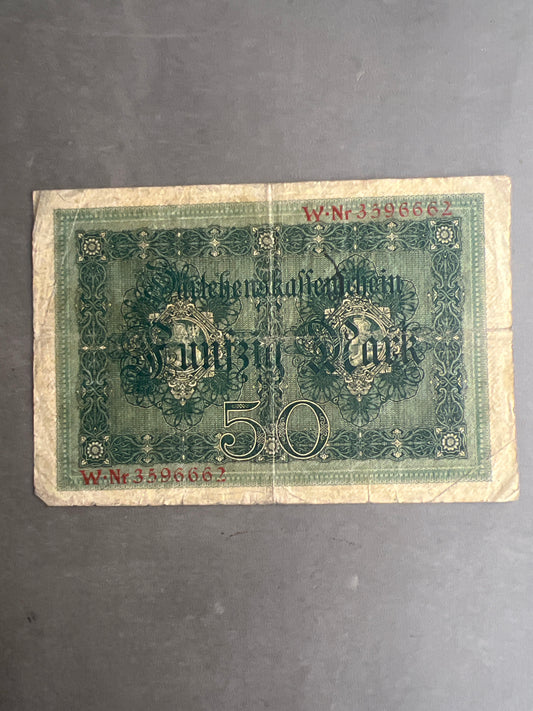 W·Nr 3596662
Darlehenskassenschein
Fünfzig Mark
50
W·Nr 3596662